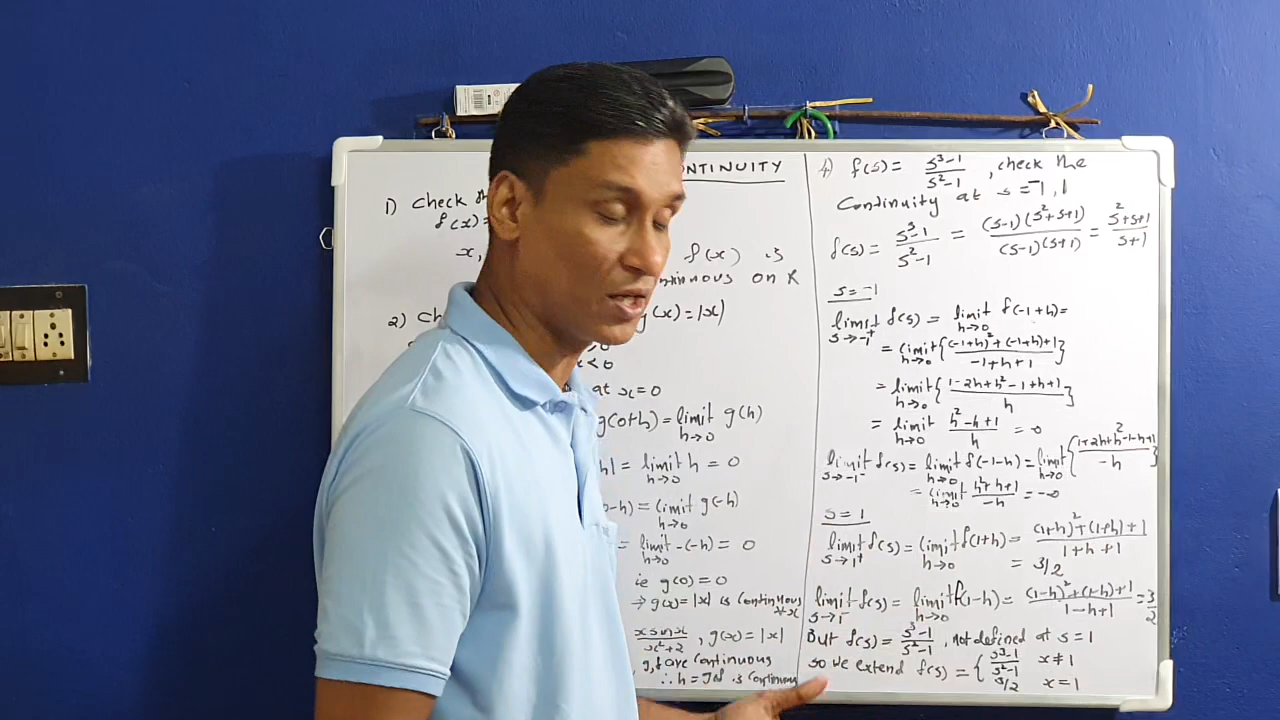 NTINUITY
1) Check
f(x)=
x,
f(x) is
ntinuous on R
2) Ch
g(x)=|x|
x<0
at x=0
g(0+h)=limit g(h)
h→0
h| = limit h = 0
h→0
0-h) = limit g(-h)
h→0
= limit -(-h) = 0
h→0
ie g(0) = 0
⇒ g(x)=|x| is continuous
∀x
x sin x / x²+2 , g(x)=|x|
g, f are continuous
∴ h = gof is continuous
4) f(s) = s³-1 / s²-1 , check the
Continuity at s = -1, 1
f(s) = s³-1 / s²-1 = (s-1)(s²+s+1) / (s-1)(s+1) = s²+s+1 / s+1
s = -1
limit f(s) = limit f(-1+h) =
s→-1⁺ h→0
= limit { (-1+h)²+(-1+h)+1 / -1+h+1 }
h→0
= limit { 1-2h+h²-1+h+1 / h }
h→0
= limit h²-h+1 / h = ∞
h→0
limit f(s) = limit f(-1-h) = limit { 1+2h+h²-1-h+1 / -h }
s→-1⁻ h→0 h→0
= limit h²+h+1 / -h = -∞
h→0
s = 1
limit f(s) = limit f(1+h) = (1+h)²+(1+h)+1 / 1+h+1
s→1⁺ h→0
= 3/2
limit f(s) = limit f(1-h) = (1-h)²+(1-h)+1 / 1-h+1 = 3/2
s→1⁻ h→0
But f(s) = s³-1 / s²-1 , not defined at s = 1
so we extend f(s) = { s³-1 / s²-1 x≠1
3/2 x=1